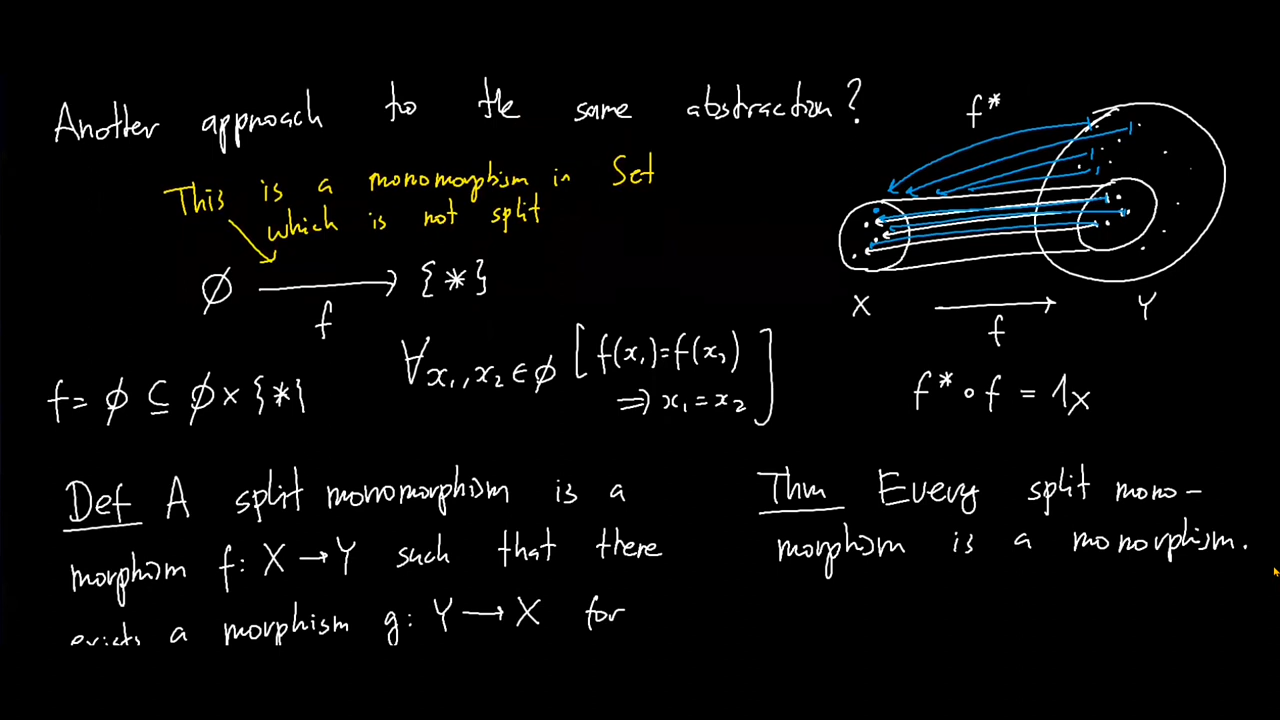 Another approach to the same abstraction?
This is a monomorphism in Set
which is not split
∅ ⟶ {*}
f
f = ∅ ⊆ ∅ × {*}
∀x₁,x₂∈∅ [f(x₁)=f(x₂)
⟹ x₁=x₂]
f*
X ⟶ Y
f
f* ∘ f = 1x
Def A split monomorphism is a
morphism f: X → Y such that there
exists a morphism g: Y ⟶ X for
Thm Every split mono-
morphism is a monorphism.